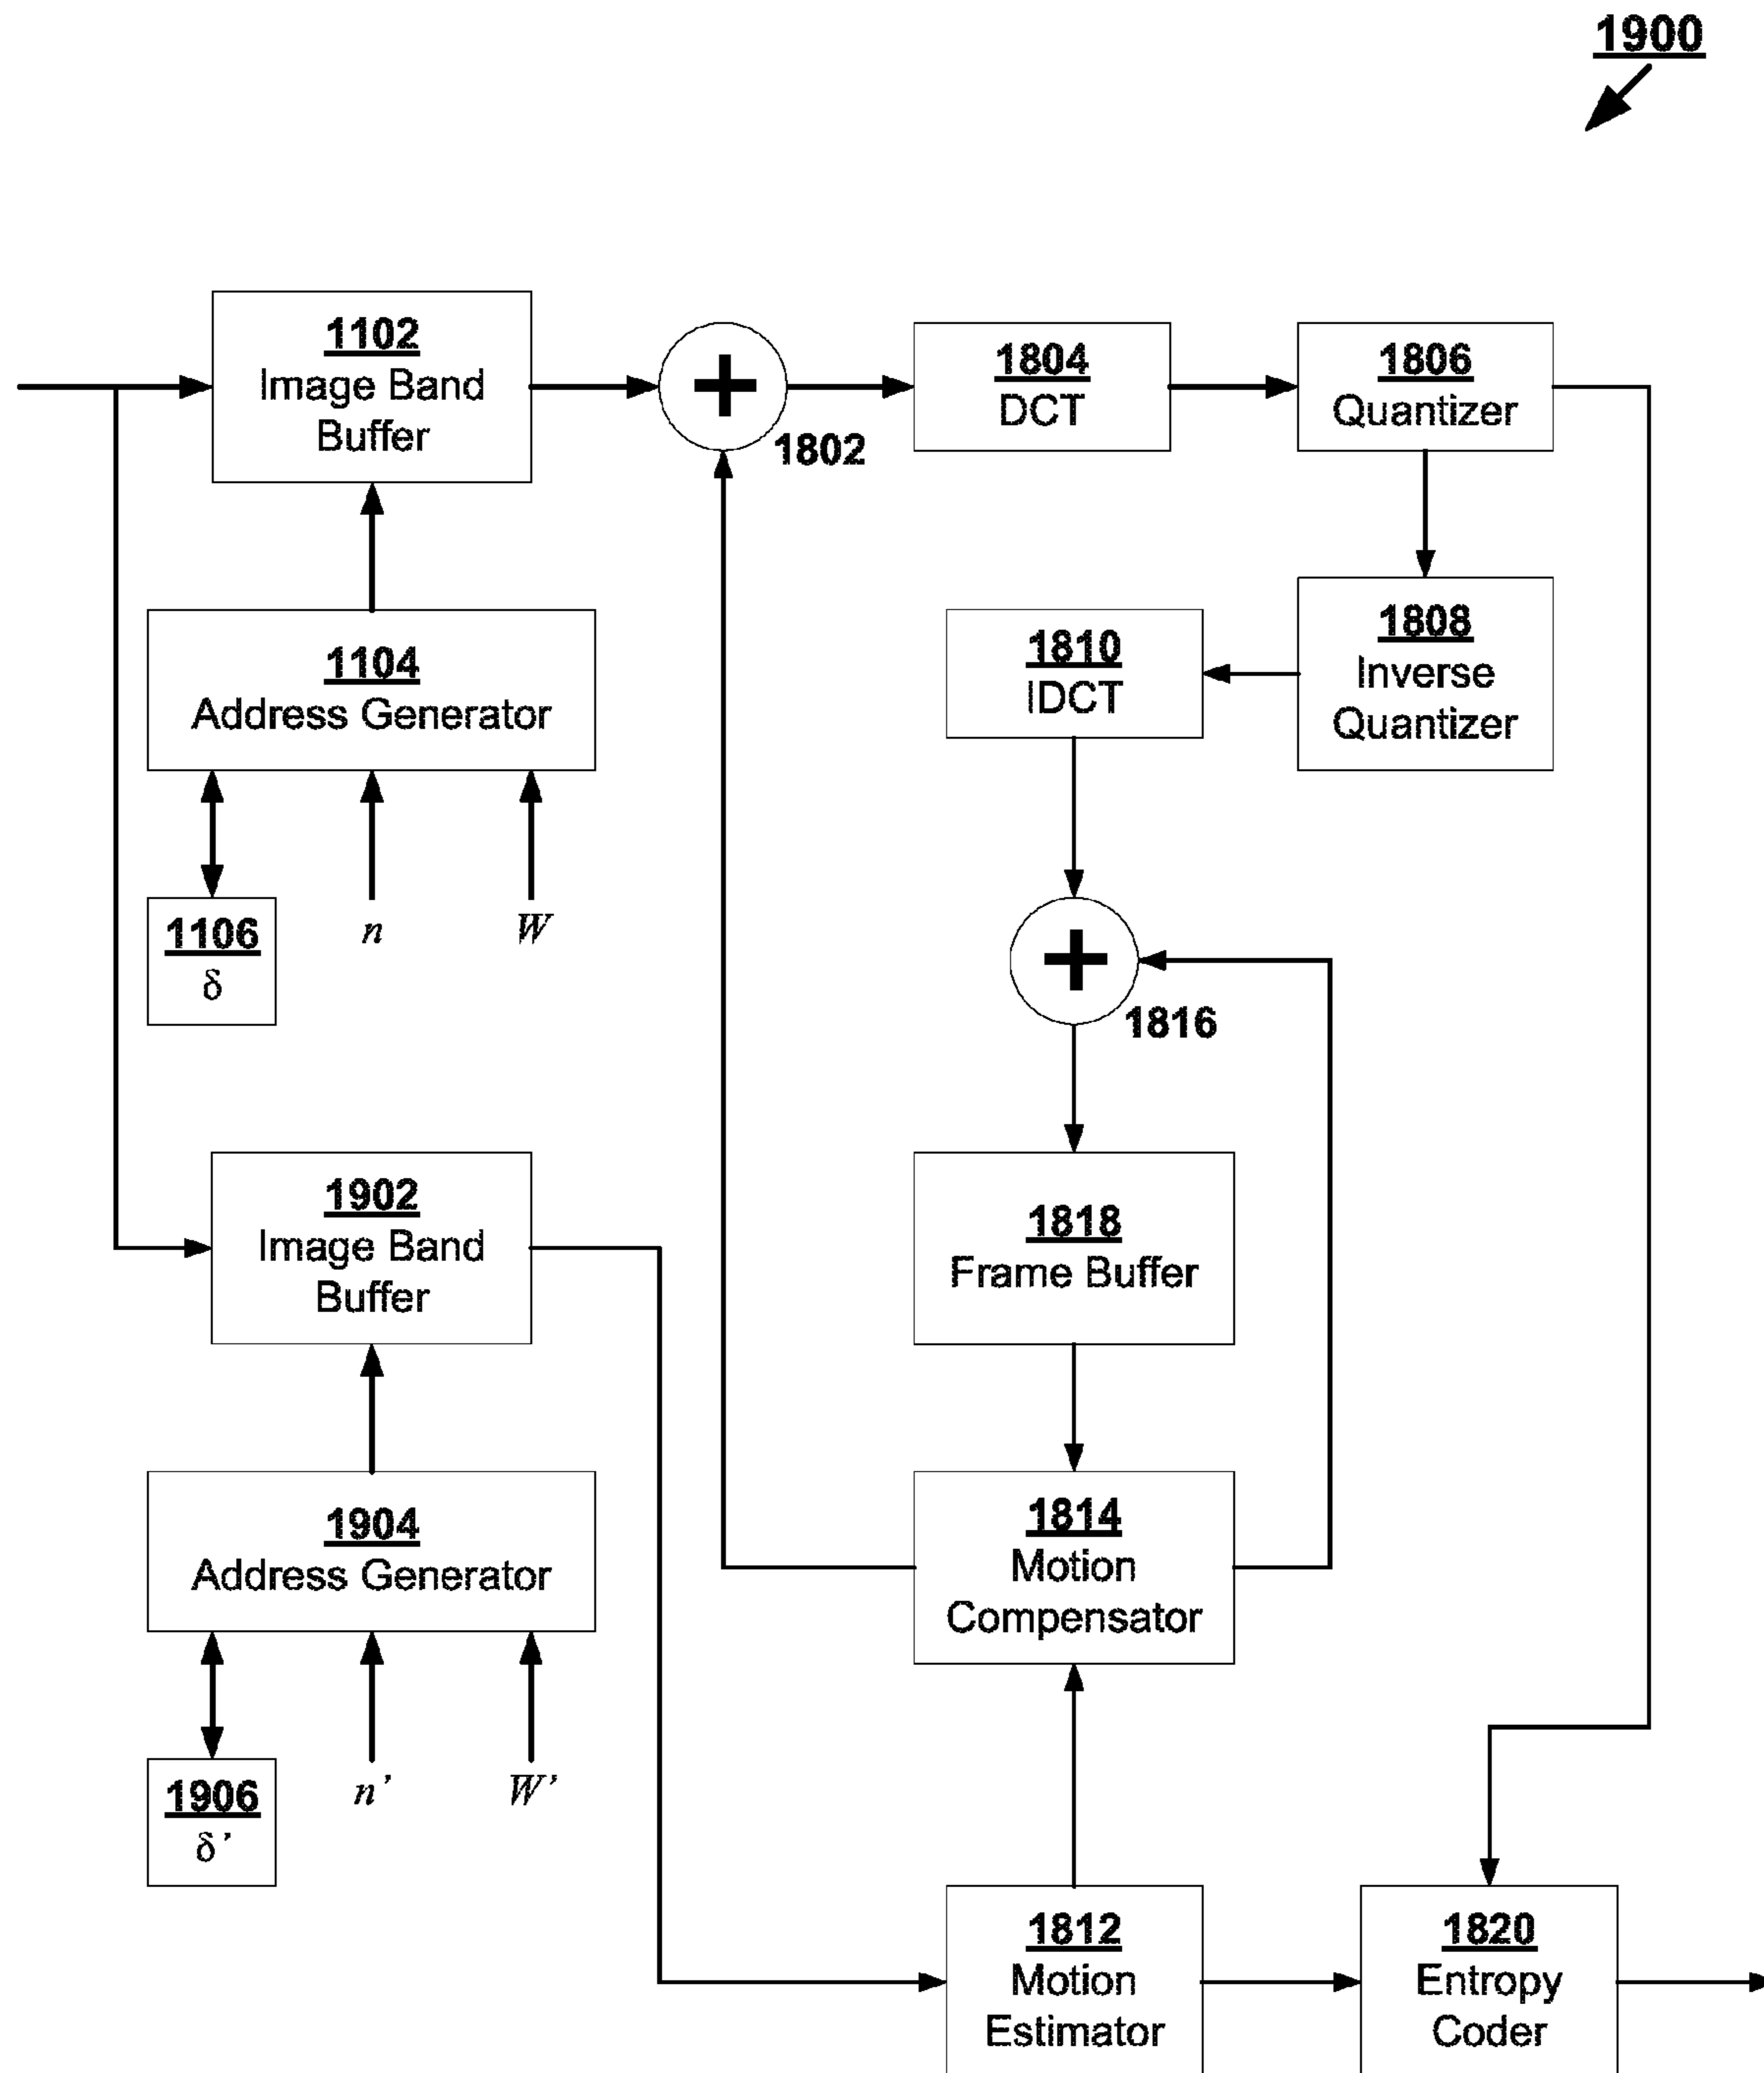 1900
1102
Image Band
Buffer
+
1802
1804
DCT
1806
Quantizer
1104
Address Generator
1810
IDCT
1808
Inverse
Quantizer
1106
δ
n
W
+
1816
1902
Image Band
Buffer
1818
Frame Buffer
1904
Address Generator
1814
Motion
Compensator
1906
δ’
n’
W’
1812
Motion
Estimator
1820
Entropy
Coder